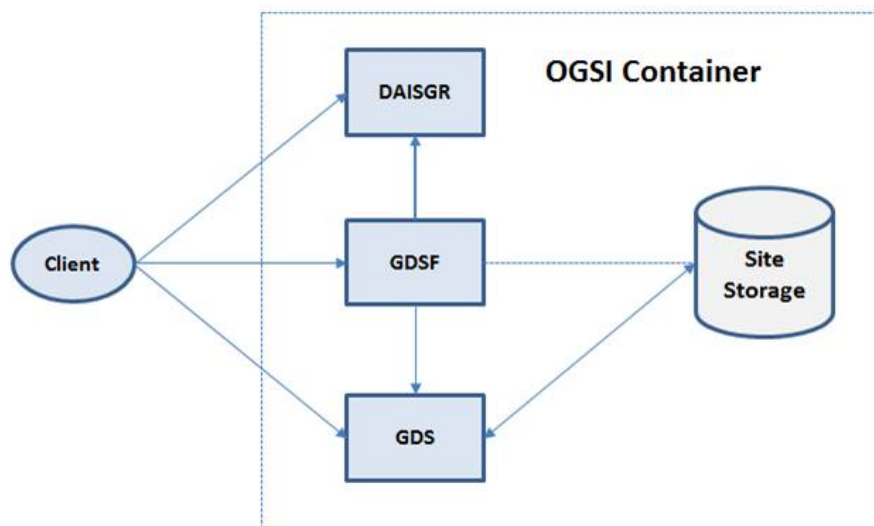 OGSI Container
DAISGR
Client
GDSF
Site
Storage
GDS